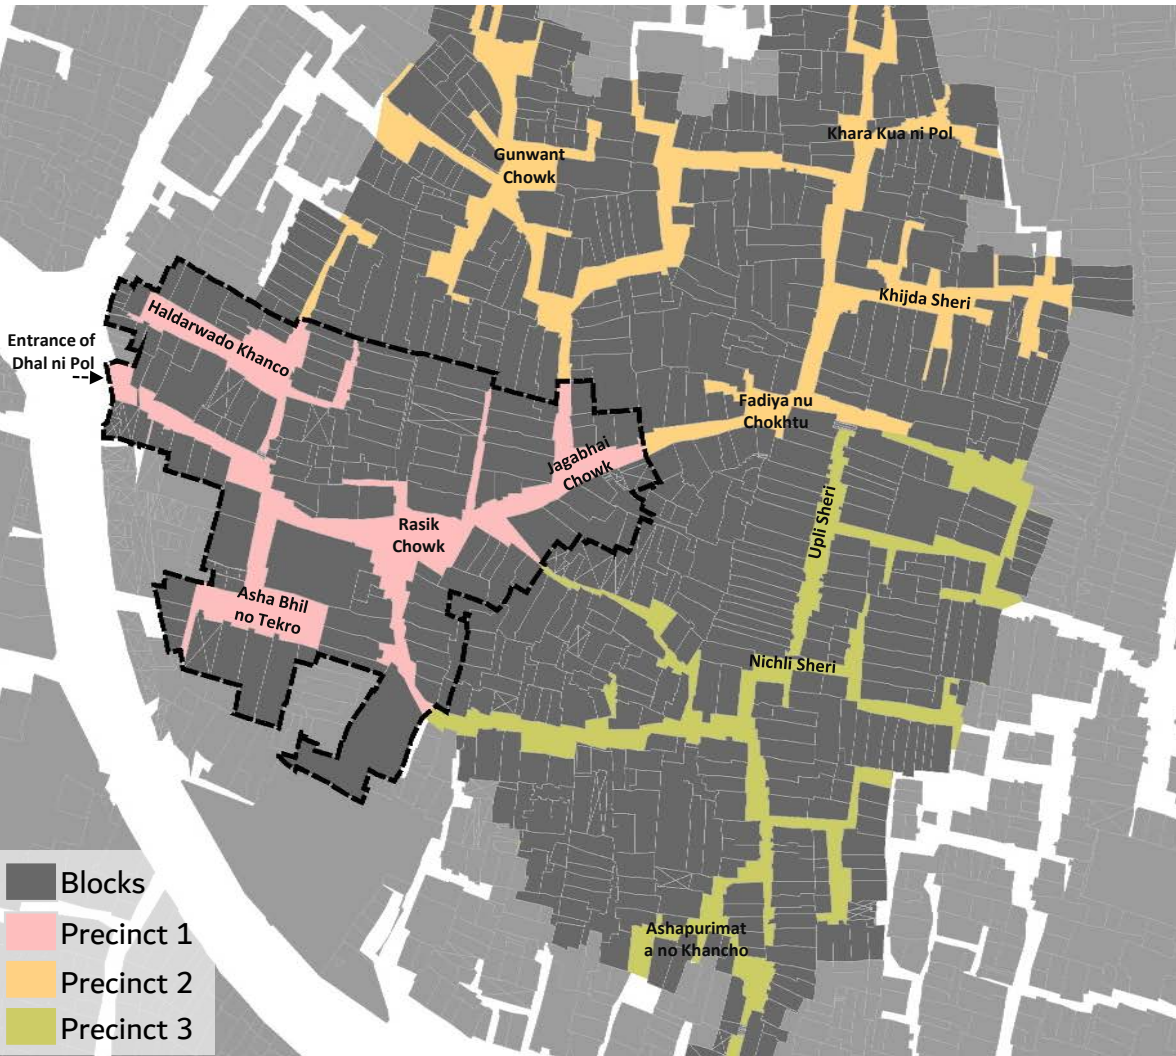 Khara Kua ni Pol
Gunwant
Chowk
Khijda Sheri
Haldarwado Khanco
Entrance of
Dhal ni Pol
Fadiya nu
Chokhtu
Jagabhai
Chowk
Upli Sheri
Rasik
Chowk
Asha Bhil
no Tekro
Nichli Sheri
Ashapurimat
a no Khancho
Blocks
Precinct 1
Precinct 2
Precinct 3